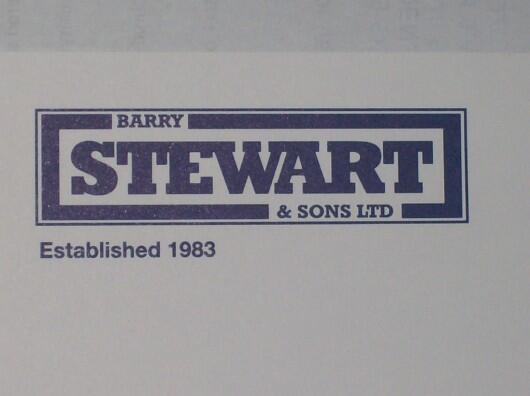 BARRY
STEWART
& SONS LTD
Established 1983